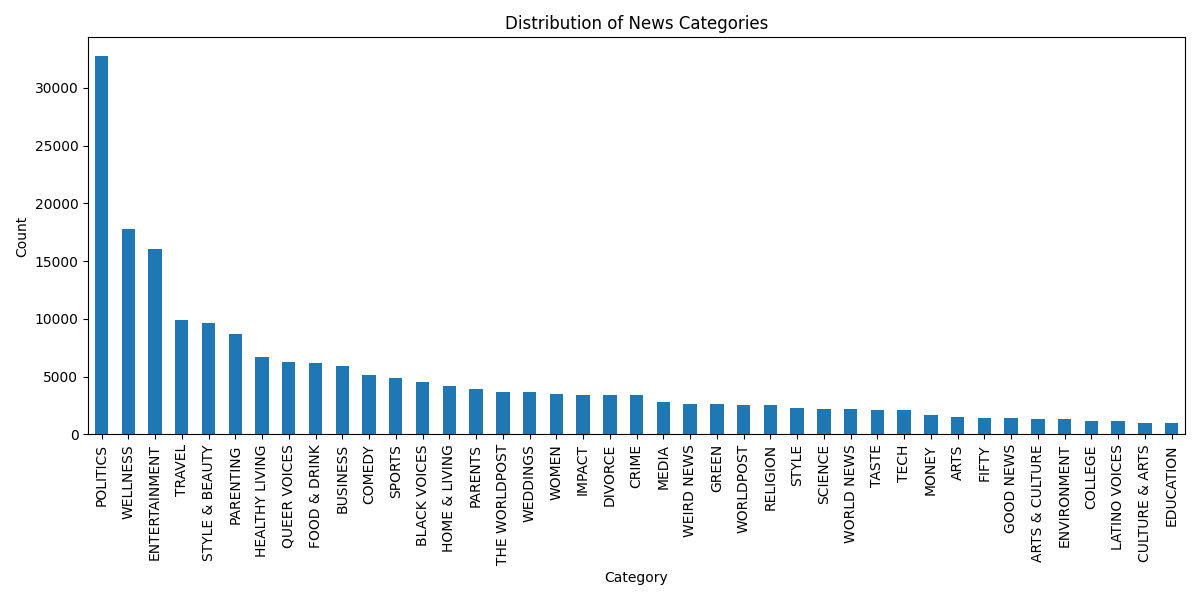 Distribution of News Categories
Count
30000
25000
20000
15000
10000
5000
0
POLITICS
WELLNESS
ENTERTAINMENT
TRAVEL
STYLE & BEAUTY
PARENTING
HEALTHY LIVING
QUEER VOICES
FOOD & DRINK
BUSINESS
COMEDY
SPORTS
BLACK VOICES
HOME & LIVING
PARENTS
THE WORLDPOST
WEDDINGS
WOMEN
IMPACT
DIVORCE
CRIME
MEDIA
WEIRD NEWS
GREEN
WORLDPOST
RELIGION
STYLE
SCIENCE
WORLD NEWS
TASTE
TECH
MONEY
ARTS
FIFTY
GOOD NEWS
ARTS & CULTURE
ENVIRONMENT
COLLEGE
LATINO VOICES
CULTURE & ARTS
EDUCATION
Category